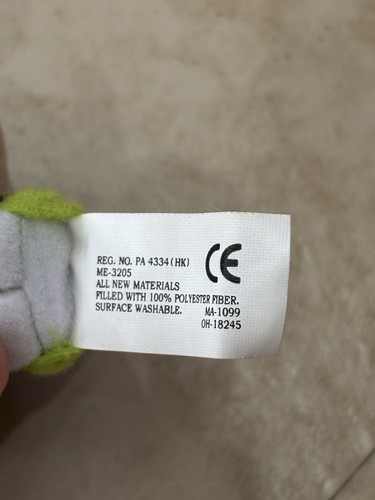 CE
REG. NO. PA 4334 (HK)
ME-3205
ALL NEW MATERIALS
FILLED WITH 100% POLYESTER FIBER.
SURFACE WASHABLE. MA-1099
OH-18245